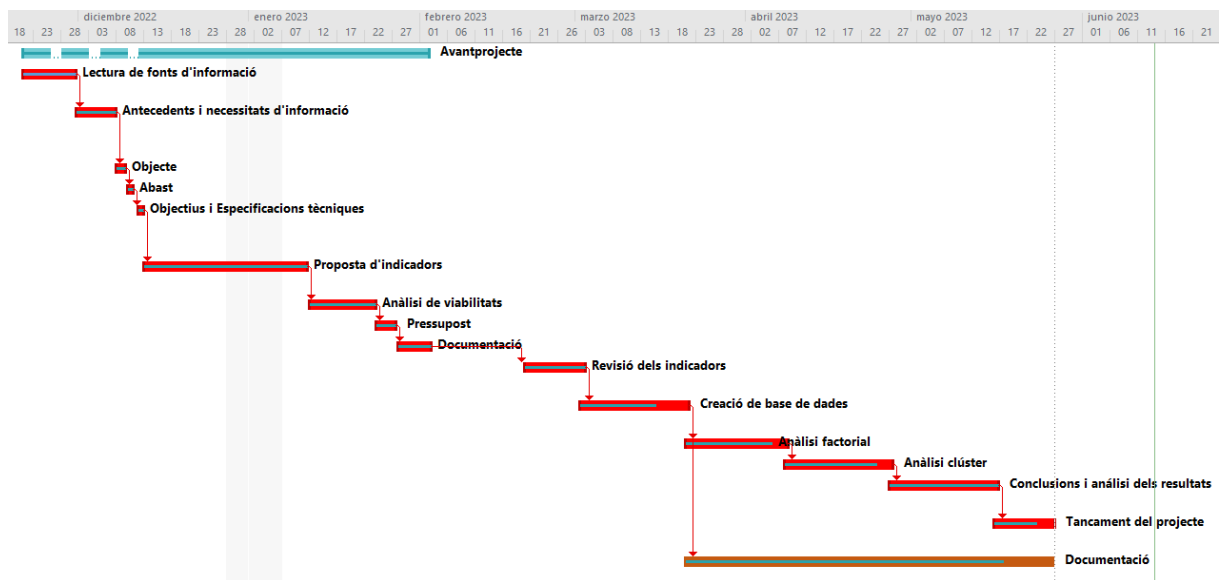 diciembre 2022 enero 2023 febrero 2023 marzo 2023 abril 2023 mayo 2023 junio 2023
18 23 28 03 08 13 18 23 28 02 07 12 17 22 27 01 06 11 16 21 26 03 08 13 18 23 28 02 07 12 17 22 27 02 07 12 17 22 27 01 06 11 16 21
Avantprojecte
Lectura de fonts d'informació
Antecedents i necessitats d'informació
Objecte
Abast
Objectius i Especificacions tècniques
Proposta d'indicadors
Anàlisi de viabilitats
Pressupost
Documentació
Revisió dels indicadors
Creació de base de dades
Anàlisi factorial
Anàlisi clúster
Conclusions i análisi dels resultats
Tancament del projecte
Documentació